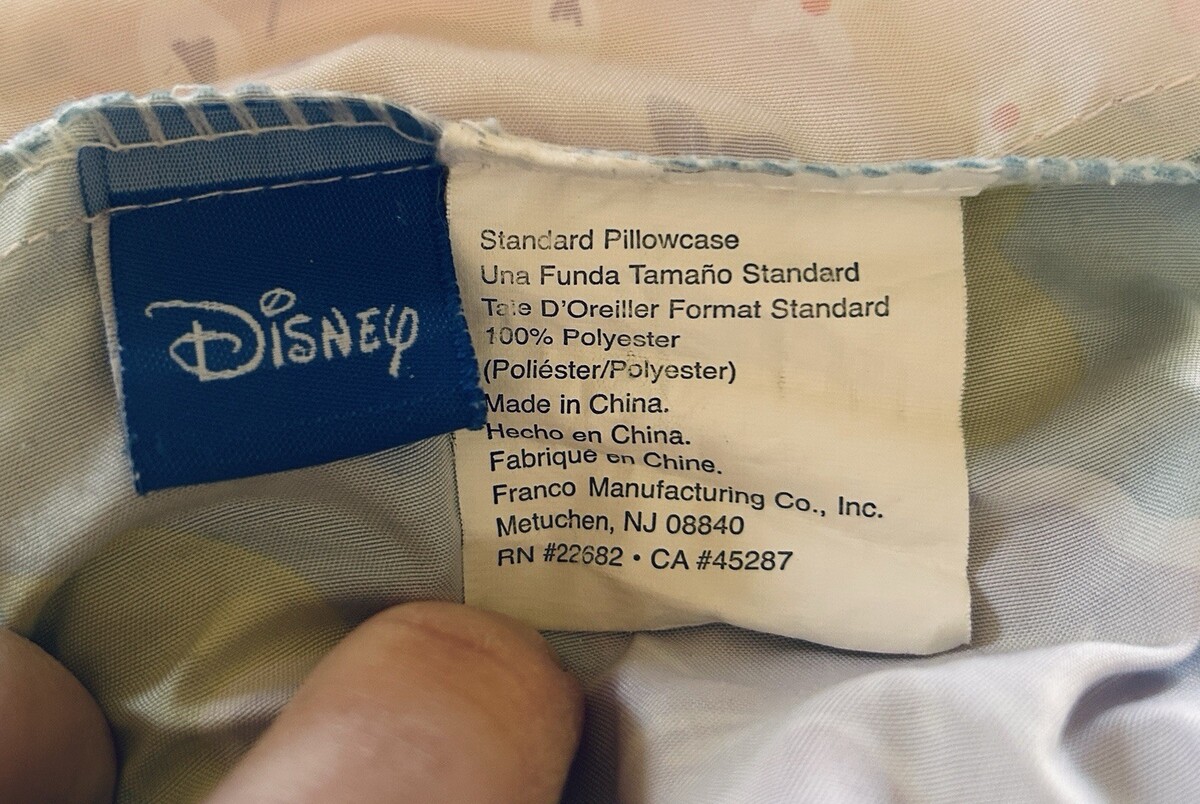 Disney
Standard Pillowcase
Una Funda Tamaño Standard
Taie D'Oreiller Format Standard
100% Polyester
(Poliéster/Polyester)
Made in China.
Hecho en China.
Fabrique en Chine.
Franco Manufacturing Co., Inc.
Metuchen, NJ 08840
RN #22682 • CA #45287